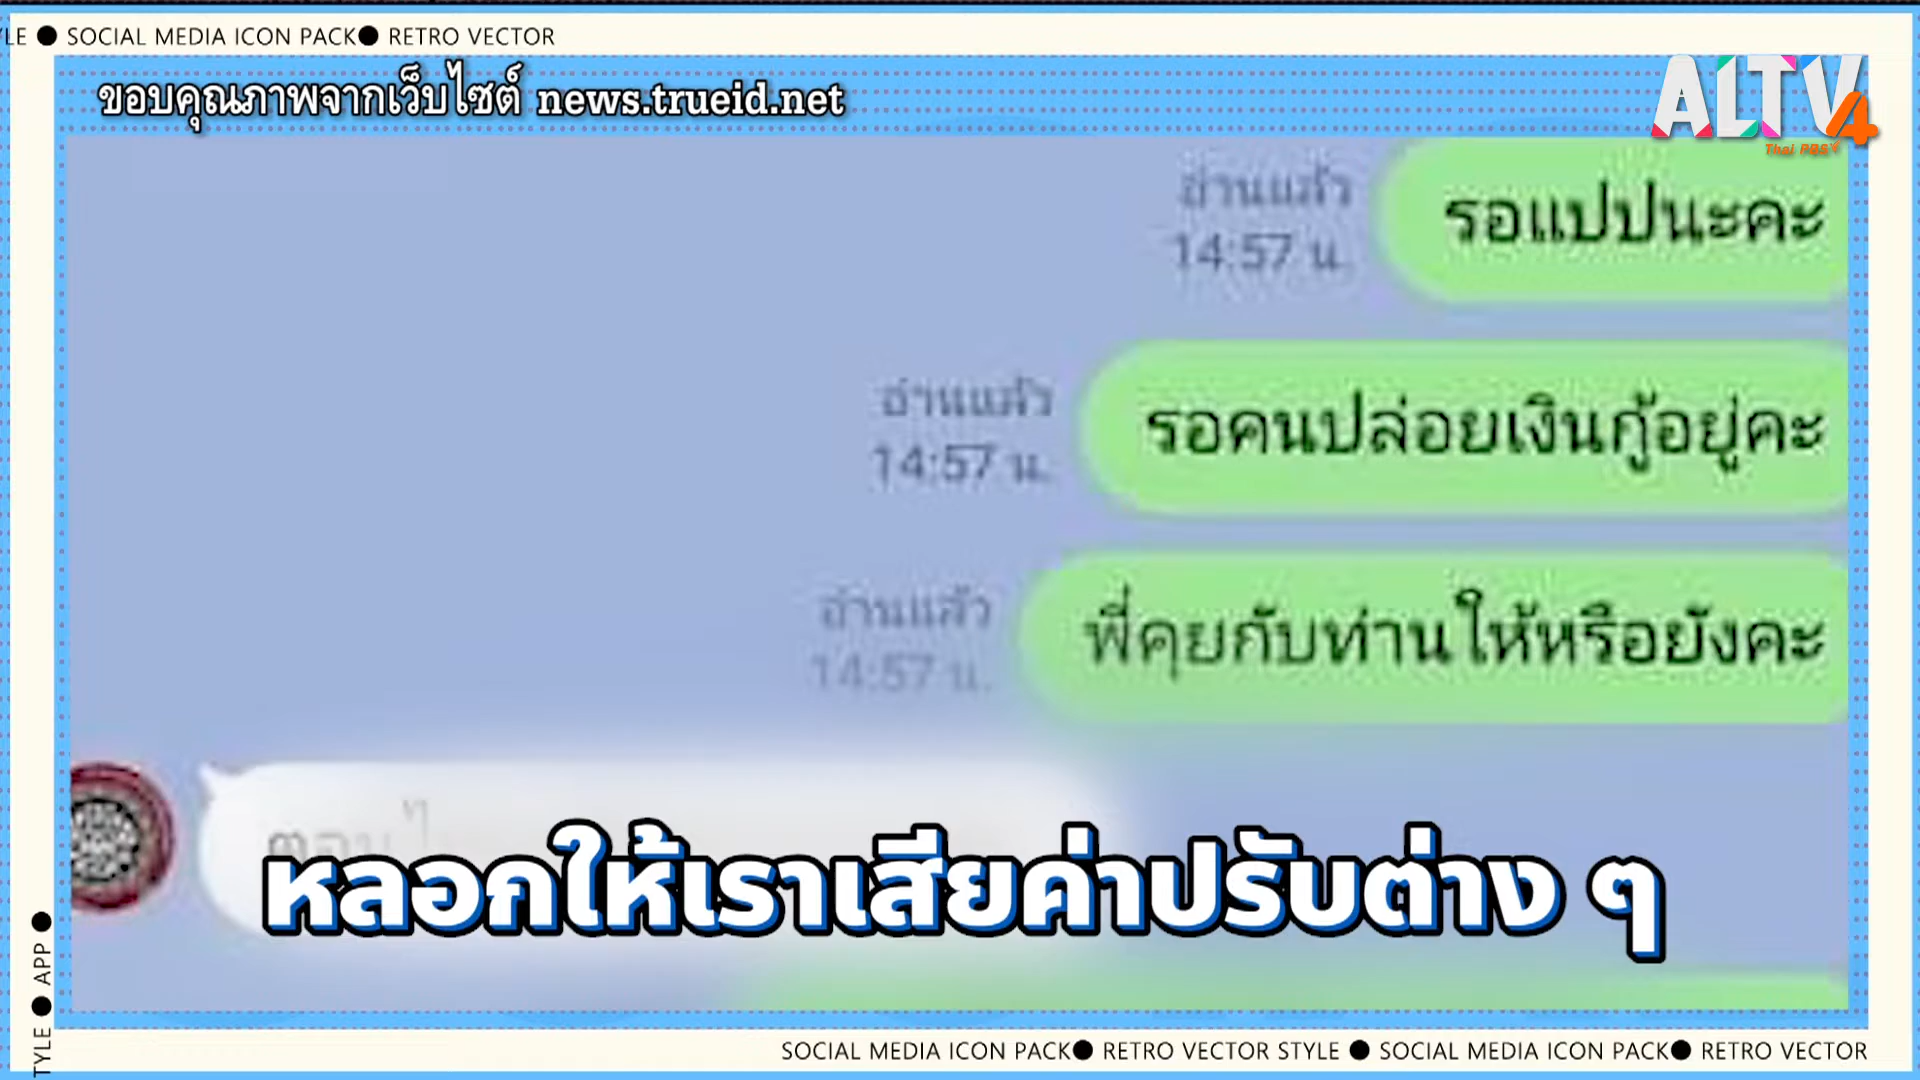 LE ● SOCIAL MEDIA ICON PACK● RETRO VECTOR
ขอบคุณภาพจากเว็บไซต์ news.trueid.net
ALTV4
Thai PBS
อ่านแล้ว
14:57 น.
รอแปปนะคะ
อ่านแล้ว
14:57 น.
รอคนปล่อยเงินกู้อยู่คะ
อ่านแล้ว
14:57 น.
พี่คุยกับท่านให้หรือยังคะ
หลอกให้เราเสียค่าปรับต่าง ๆ
TYLE ● APP ●
SOCIAL MEDIA ICON PACK● RETRO VECTOR STYLE ● SOCIAL MEDIA ICON PACK● RETRO VECTOR